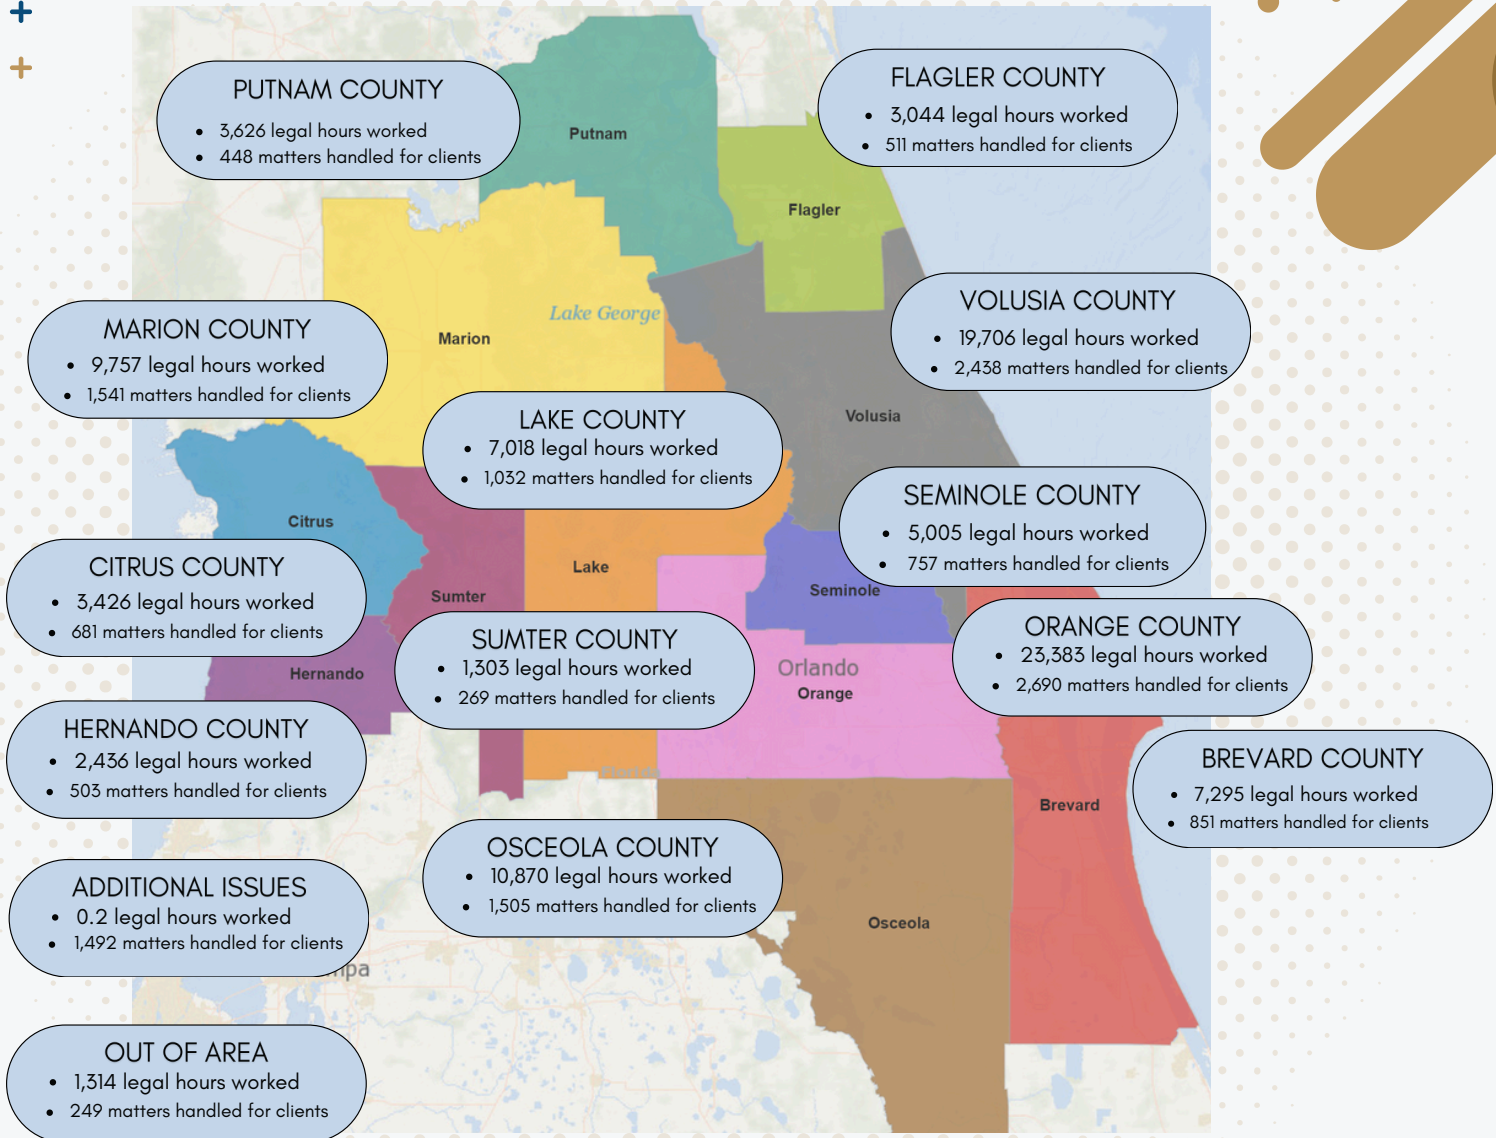 PUTNAM COUNTY
3,626 legal hours worked
448 matters handled for clients
FLAGLER COUNTY
3,044 legal hours worked
511 matters handled for clients
Putnam
Flagler
MARION COUNTY
9,757 legal hours worked
1,541 matters handled for clients
Lake George
Marion
VOLUSIA COUNTY
19,706 legal hours worked
2,438 matters handled for clients
Volusia
LAKE COUNTY
7,018 legal hours worked
1,032 matters handled for clients
SEMINOLE COUNTY
5,005 legal hours worked
757 matters handled for clients
Citrus
Lake
Sumter
Seminole
CITRUS COUNTY
3,426 legal hours worked
681 matters handled for clients
SUMTER COUNTY
1,303 legal hours worked
269 matters handled for clients
ORANGE COUNTY
23,383 legal hours worked
2,690 matters handled for clients
Hernando
Orlando
Orange
HERNANDO COUNTY
2,436 legal hours worked
503 matters handled for clients
Florida
BREVARD COUNTY
7,295 legal hours worked
851 matters handled for clients
Brevard
OSCEOLA COUNTY
10,870 legal hours worked
1,505 matters handled for clients
Osceola
ADDITIONAL ISSUES
0.2 legal hours worked
1,492 matters handled for clients
mpa
OUT OF AREA
1,314 legal hours worked
249 matters handled for clients